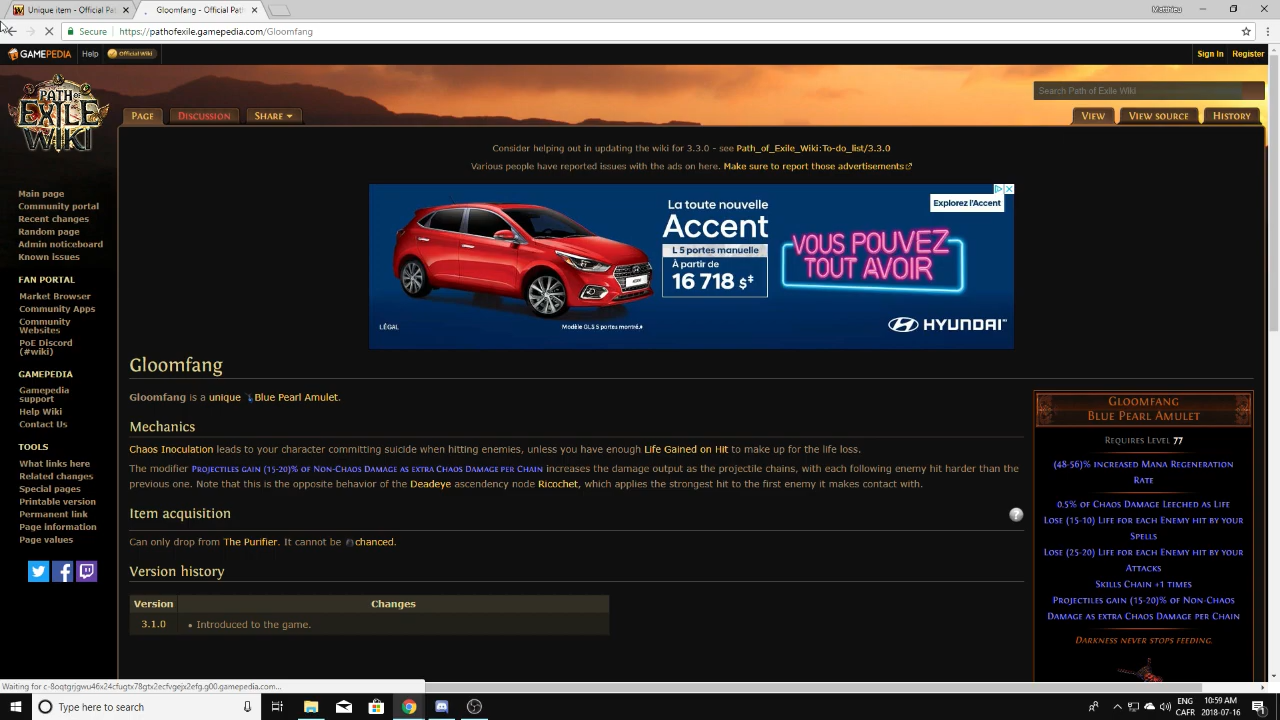 Unique items - Official Path
Gloomfang - Official Path
Matthieu
Secure
https://pathofexile.gamepedia.com/Gloomfang
GAMEPEDIA
Help
Official Wiki
Sign In
Register
PATH of EXILE WIKI
Search Path of Exile Wiki
PAGE
DISCUSSION
SHARE
VIEW
VIEW SOURCE
HISTORY
Consider helping out in updating the wiki for 3.3.0 - see Path_of_Exile_Wiki:To-do_list/3.3.0
Various people have reported issues with the ads on here. Make sure to report those advertisements
La toute nouvelle
Accent
L 5 portes manuelle
À partir de
16 718 $‡
VOUS POUVEZ
TOUT AVOIR
Explorez l'Accent
LÉGAL
Modèle GLS 5 portes montré.♦
HYUNDAI
Main page
Community portal
Recent changes
Random page
Admin noticeboard
Known issues
FAN PORTAL
Market Browser
Community Apps
Community
Websites
PoE Discord
(#wiki)
GAMEPEDIA
Gamepedia
support
Help Wiki
Contact Us
TOOLS
What links here
Related changes
Special pages
Printable version
Permanent link
Page information
Page values
Gloomfang
Gloomfang is a unique Blue Pearl Amulet.
Mechanics
Chaos Inoculation leads to your character committing suicide when hitting enemies, unless you have enough Life Gained on Hit to make up for the life loss.
The modifier Projectiles gain (15-20)% of Non-Chaos Damage as extra Chaos Damage per Chain increases the damage output as the projectile chains, with each following enemy hit harder than the
previous one. Note that this is the opposite behavior of the Deadeye ascendency node Ricochet, which applies the strongest hit to the first enemy it makes contact with.
Item acquisition
?
Can only drop from The Purifier. It cannot be chanced.
Version history
Version
Changes
3.1.0
Introduced to the game.
GLOOMFANG
BLUE PEARL AMULET
REQUIRES LEVEL 77
(48-56)% INCREASED MANA REGENERATION
RATE
0.5% OF CHAOS DAMAGE LEECHED AS LIFE
LOSE (15-10) LIFE FOR EACH ENEMY HIT BY YOUR
SPELLS
LOSE (25-20) LIFE FOR EACH ENEMY HIT BY YOUR
ATTACKS
SKILLS CHAIN +1 TIMES
PROJECTILES GAIN (15-20)% OF NON-CHAOS
DAMAGE AS EXTRA CHAOS DAMAGE PER CHAIN
DARKNESS NEVER STOPS FEEDING.
Type here to search
ENG
CAFR
10:59 AM
2018-07-16